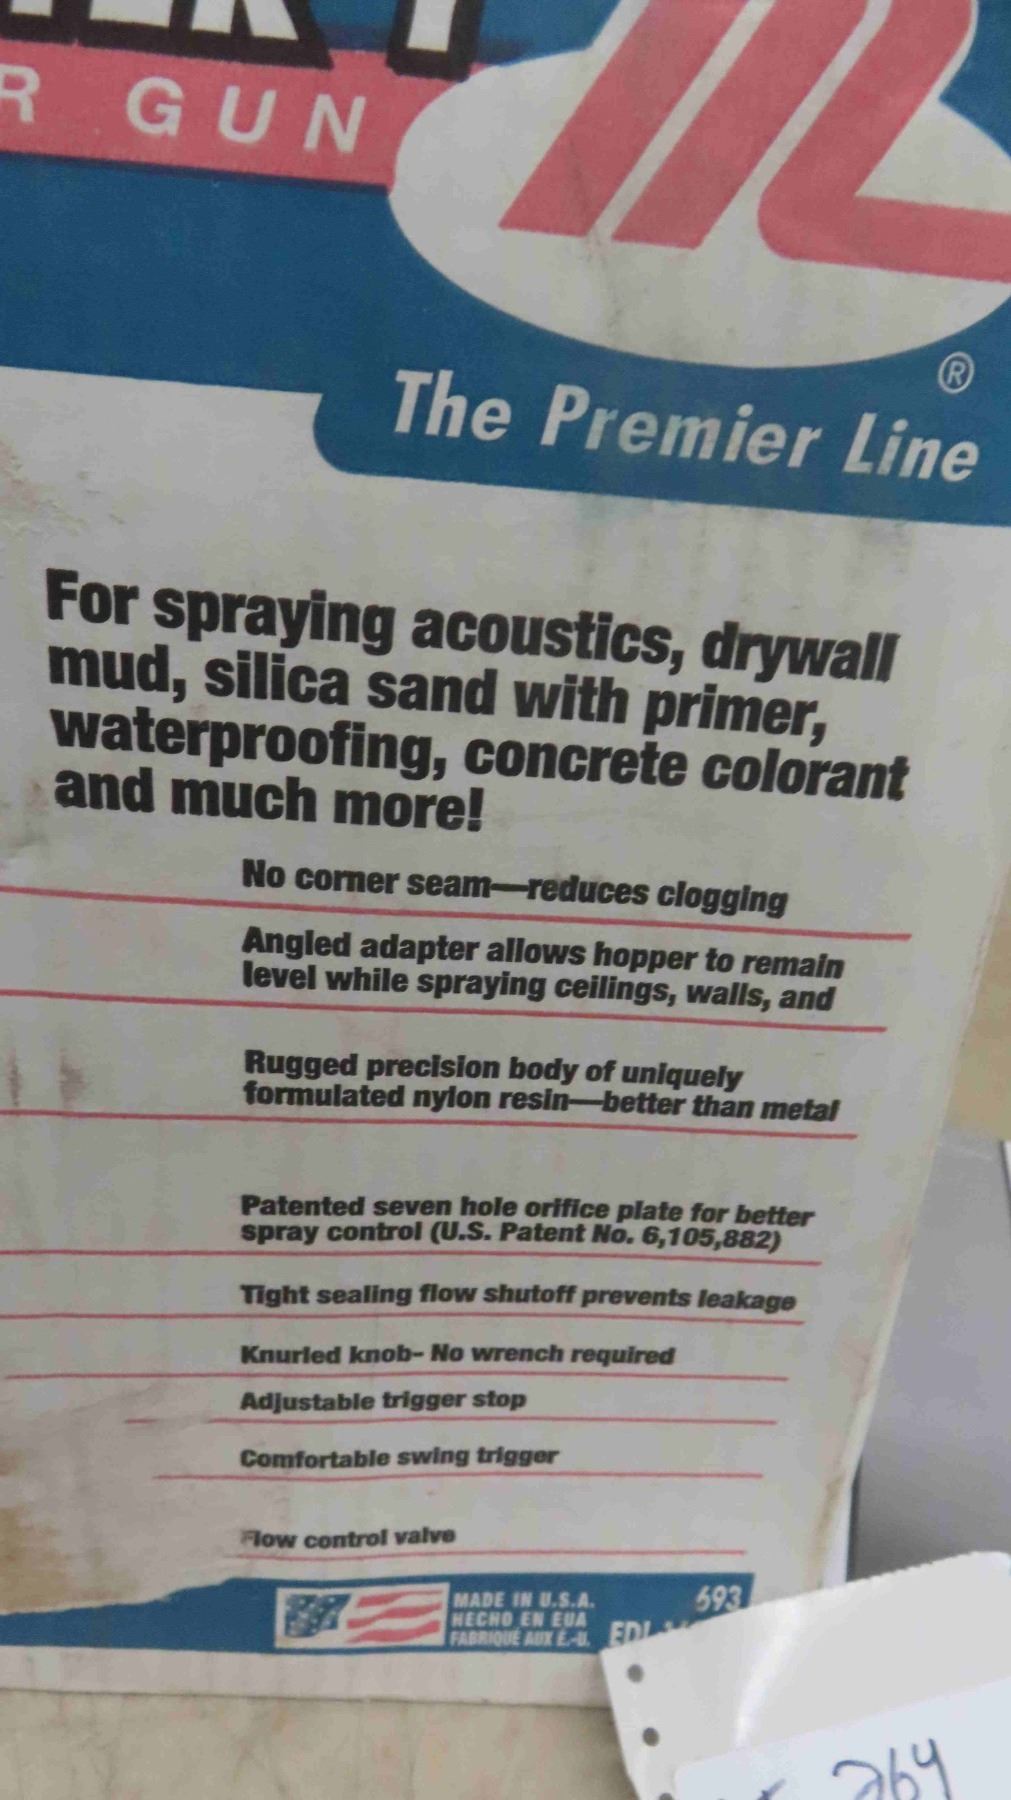 R GUN
®
The Premier Line
For spraying acoustics, drywall
mud, silica sand with primer,
waterproofing, concrete colorant
and much more!
No corner seam—reduces clogging
Angled adapter allows hopper to remain
level while spraying ceilings, walls, and
Rugged precision body of uniquely
formulated nylon resin—better than metal
Patented seven hole orifice plate for better
spray control (U.S. Patent No. 6,105,882)
Tight sealing flow shutoff prevents leakage
Knurled knob- No wrench required
Adjustable trigger stop
Comfortable swing trigger
Flow control valve
MADE IN U.S.A.
HECHO EN EUA
FABRIQUÉ AUX É.-U.
693
264